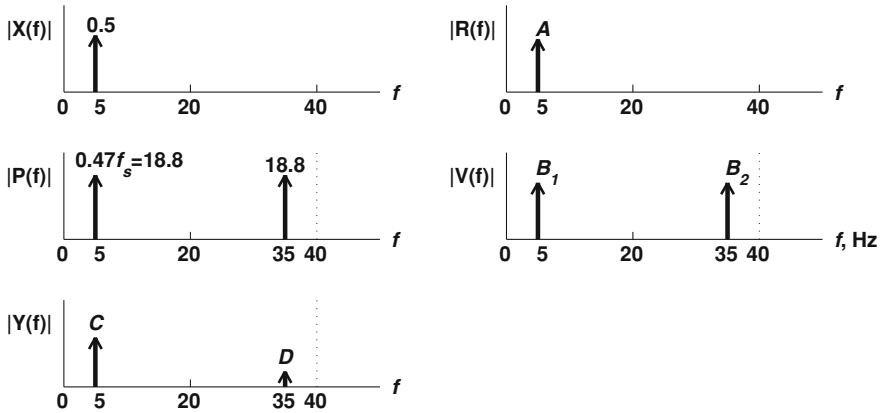 |X(f)|
0.5
0 5 20 40 f
|R(f)|
A
0 5 20 40 f
|P(f)|
0.47f_s=18.8
18.8
0 5 20 35 40 f
|V(f)|
B_1
B_2
0 5 20 35 40 f, Hz
|Y(f)|
C
D
0 5 20 35 40 f